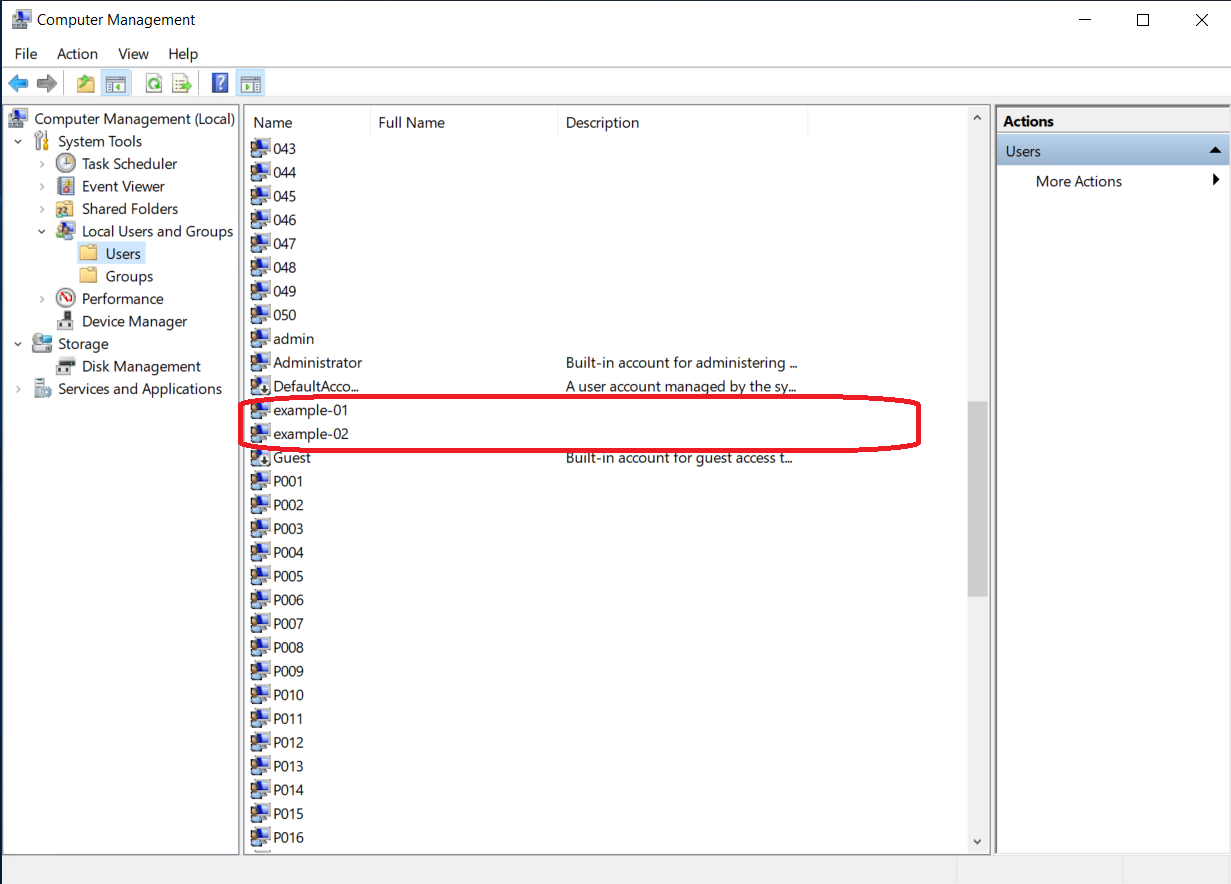 Computer Management
File Action View Help
Computer Management (Local)
System Tools
Task Scheduler
Event Viewer
Shared Folders
Local Users and Groups
Users
Groups
Performance
Device Manager
Storage
Disk Management
Services and Applications
Name Full Name Description
043
044
045
046
047
048
049
050
admin
Administrator Built-in account for administering ...
DefaultAcco... A user account managed by the sy...
example-01
example-02
Guest Built-in account for guest access t...
P001
P002
P003
P004
P005
P006
P007
P008
P009
P010
P011
P012
P013
P014
P015
P016
Actions
Users
More Actions